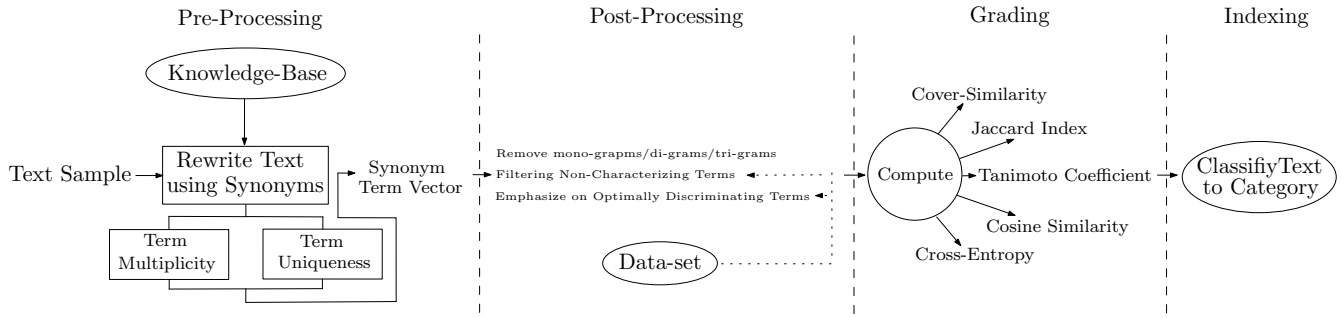 Pre-Processing
Post-Processing
Grading
Indexing
Knowledge-Base
Text Sample
Rewrite Text
using Synonyms
Term
Multiplicity
Term
Uniqueness
Synonym
Term Vector
Remove mono-grapms/di-grams/tri-grams
Filtering Non-Characterizing Terms
Emphasize on Optimally Discriminating Terms
Data-set
Compute
Cover-Similarity
Jaccard Index
Tanimoto Coefficient
Cosine Similarity
Cross-Entropy
ClassifiyText
to Category